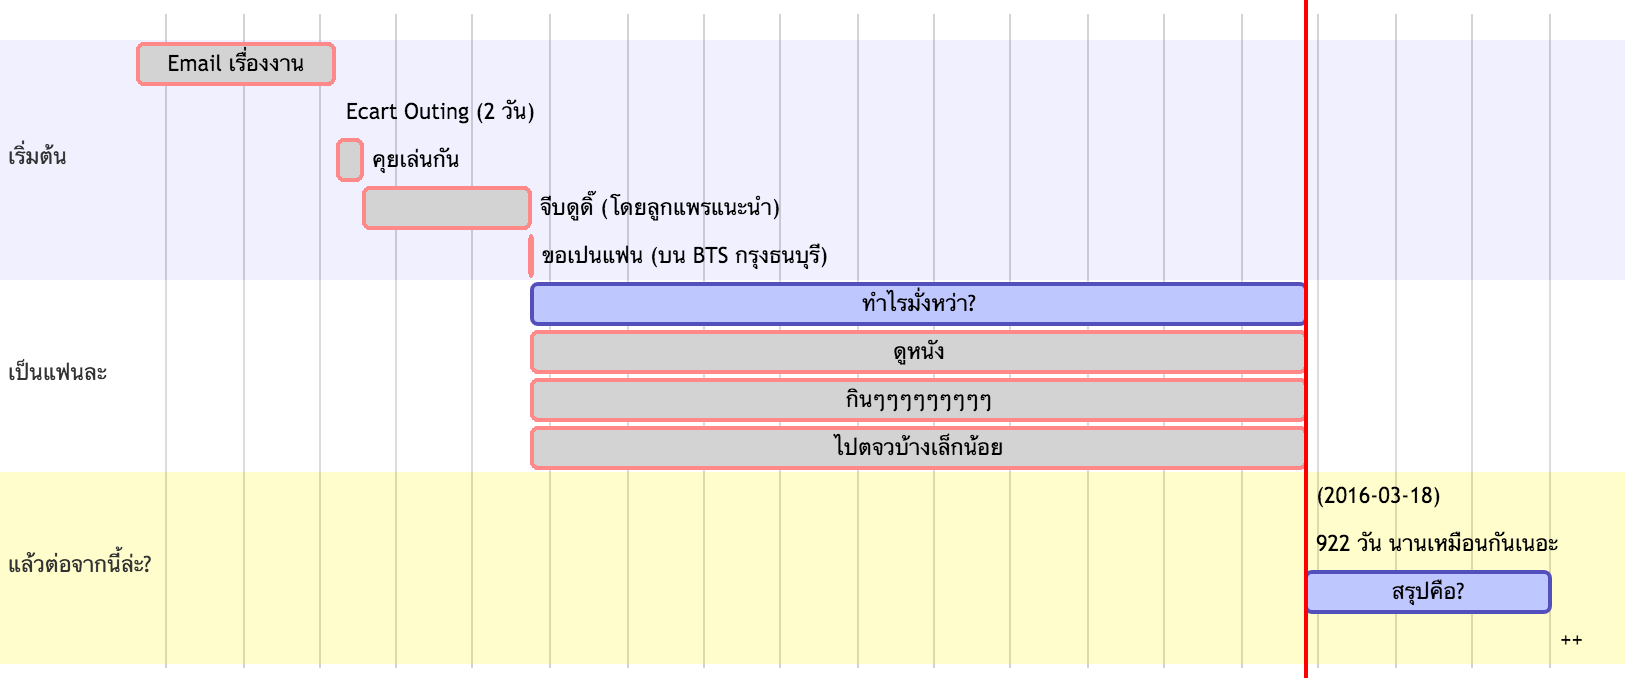 Email เรื่องงาน
Ecart Outing (2 วัน)
เริ่มต้น
คุยเล่นกัน
จีบดูดิ๊ (โดยลูกแพรแนะนำ)
ขอเปนแฟน (บน BTS กรุงธนบุรี)
ทำไรมั่งหว่า?
ดูหนัง
เป็นแฟนละ
กินๆๆๆๆๆๆๆๆๆ
ไปตจวบ้างเล็กน้อย
(2016-03-18)
922 วัน นานเหมือนกันเนอะ
แล้วต่อจากนี้ล่ะ?
สรุปคือ?
++